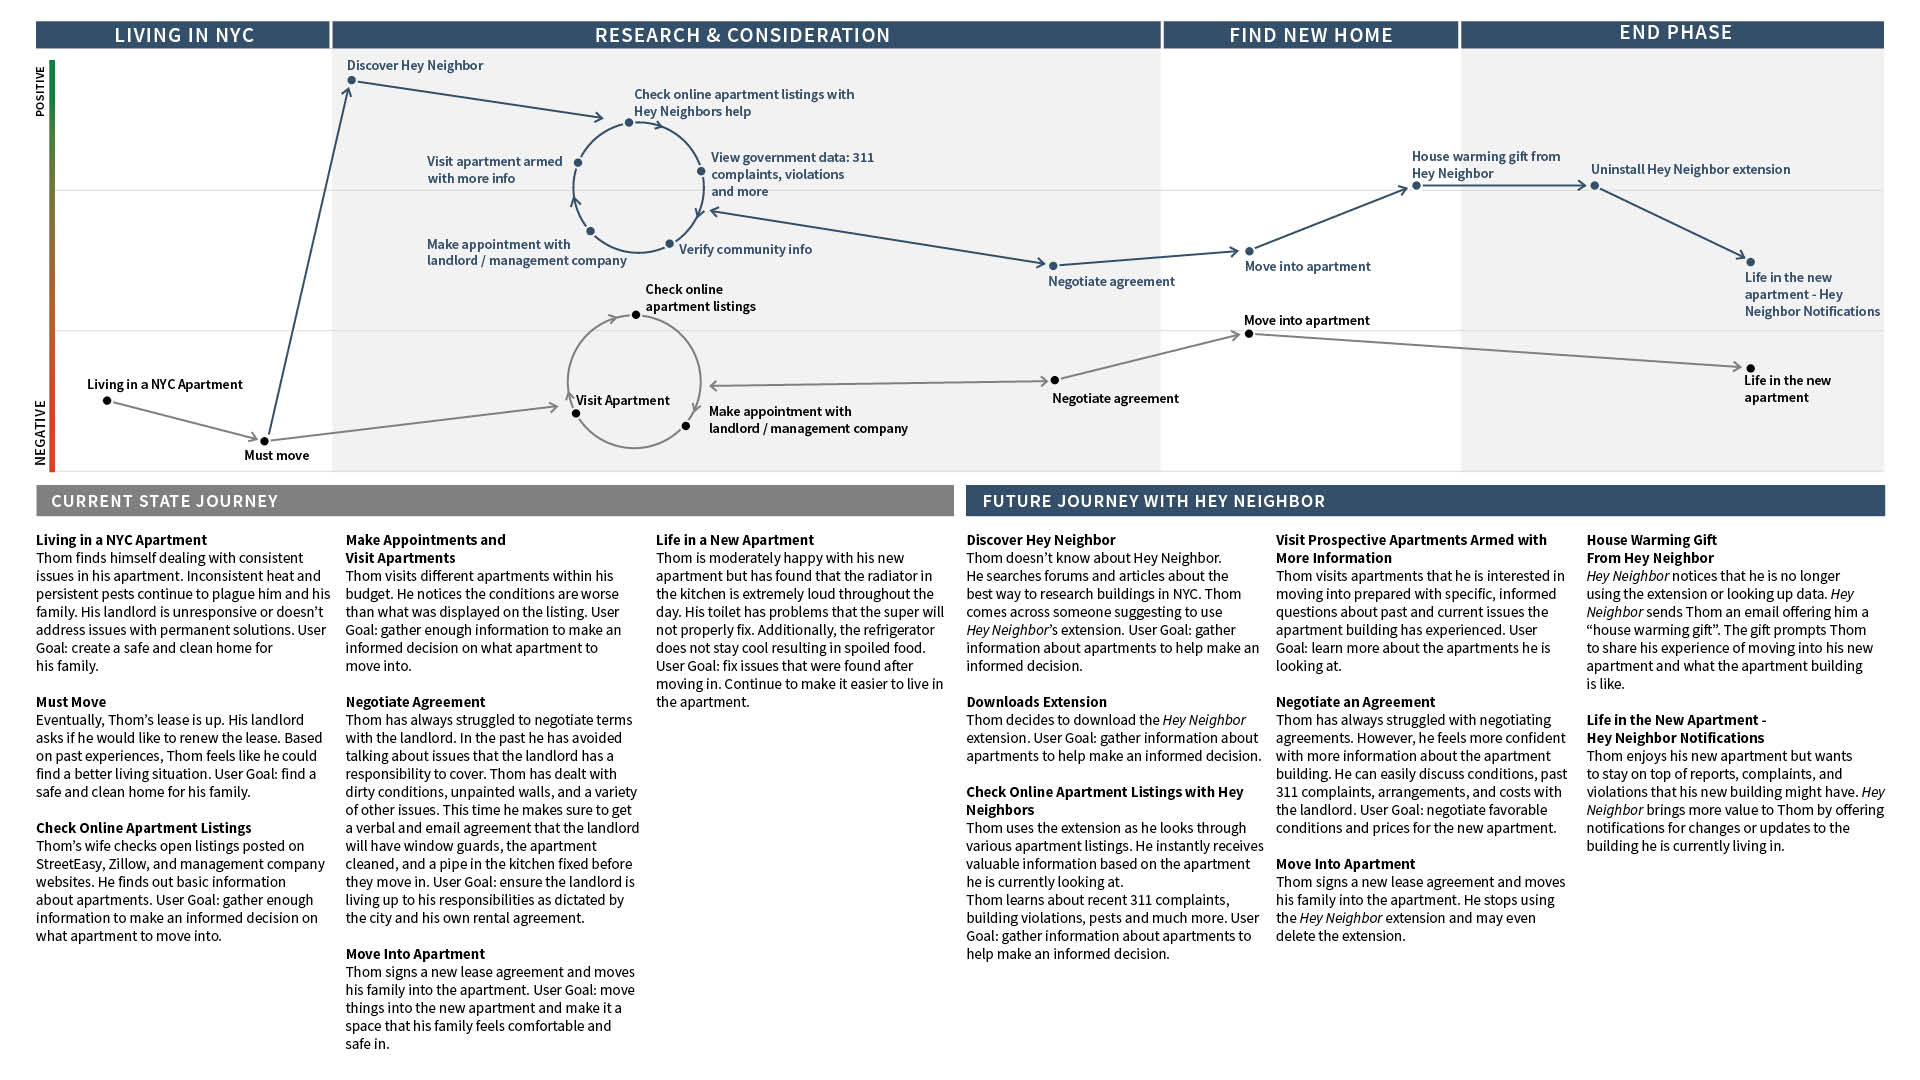 LIVING IN NYC
RESEARCH & CONSIDERATION
FIND NEW HOME
END PHASE
POSITIVE
NEGATIVE
Discover Hey Neighbor
Check online apartment listings with
Hey Neighbors help
Visit apartment armed
with more info
View government data: 311
complaints, violations
and more
Make appointment with
landlord / management company
Verify community info
Negotiate agreement
Move into apartment
House warming gift from
Hey Neighbor
Uninstall Hey Neighbor extension
Life in the new
apartment - Hey
Neighbor Notifications
Living in a NYC Apartment
Must move
Check online
apartment listings
Visit Apartment
Make appointment with
landlord / management company
Negotiate agreement
Move into apartment
Life in the new
apartment
CURRENT STATE JOURNEY
Living in a NYC Apartment
Thom finds himself dealing with consistent
issues in his apartment. Inconsistent heat and
persistent pests continue to plague him and his
family. His landlord is unresponsive or doesn’t
address issues with permanent solutions. User
Goal: create a safe and clean home for
his family.
Must Move
Eventually, Thom’s lease is up. His landlord
asks if he would like to renew the lease. Based
on past experiences, Thom feels like he could
find a better living situation. User Goal: find a
safe and clean home for his family.
Check Online Apartment Listings
Thom’s wife checks open listings posted on
StreetEasy, Zillow, and management company
websites. He finds out basic information
about apartments. User Goal: gather enough
information to make an informed decision on
what apartment to move into.
Make Appointments and
Visit Apartments
Thom visits different apartments within his
budget. He notices the conditions are worse
than what was displayed on the listing. User
Goal: gather enough information to make an
informed decision on what apartment to
move into.
Negotiate Agreement
Thom has always struggled to negotiate terms
with the landlord. In the past he has avoided
talking about issues that the landlord has a
responsibility to cover. Thom has dealt with
dirty conditions, unpainted walls, and a variety
of other issues. This time he makes sure to get
a verbal and email agreement that the landlord
will have window guards, the apartment
cleaned, and a pipe in the kitchen fixed before
they move in. User Goal: ensure the landlord is
living up to his responsibilities as dictated by
the city and his own rental agreement.
Move Into Apartment
Thom signs a new lease agreement and moves
his family into the apartment. User Goal: move
things into the new apartment and make it a
space that his family feels comfortable and
safe in.
Life in a New Apartment
Thom is moderately happy with his new
apartment but has found that the radiator in
the kitchen is extremely loud throughout the
day. His toilet has problems that the super will
not properly fix. Additionally, the refrigerator
does not stay cool resulting in spoiled food.
User Goal: fix issues that were found after
moving in. Continue to make it easier to live in
the apartment.
FUTURE JOURNEY WITH HEY NEIGHBOR
Discover Hey Neighbor
Thom doesn’t know about Hey Neighbor.
He searches forums and articles about the
best way to research buildings in NYC. Thom
comes across someone suggesting to use
Hey Neighbor’s extension. User Goal: gather
information about apartments to help make an
informed decision.
Downloads Extension
Thom decides to download the Hey Neighbor
extension. User Goal: gather information about
apartments to help make an informed decision.
Check Online Apartment Listings with Hey
Neighbors
Thom uses the extension as he looks through
various apartment listings. He instantly receives
valuable information based on the apartment
he is currently looking at.
Thom learns about recent 311 complaints,
building violations, pests and much more. User
Goal: gather information about apartments to
help make an informed decision.
Visit Prospective Apartments Armed with
More Information
Thom visits apartments that he is interested in
moving into prepared with specific, informed
questions about past and current issues the
apartment building has experienced. User
Goal: learn more about the apartments he is
looking at.
Negotiate an Agreement
Thom has always struggled with negotiating
agreements. However, he feels more confident
with more information about the apartment
building. He can easily discuss conditions, past
311 complaints, arrangements, and costs with
the landlord. User Goal: negotiate favorable
conditions and prices for the new apartment.
Move Into Apartment
Thom signs a new lease agreement and moves
his family into the apartment. He stops using
the Hey Neighbor extension and may even
delete the extension.
House Warming Gift
From Hey Neighbor
Hey Neighbor notices that he is no longer
using the extension or looking up data. Hey
Neighbor sends Thom an email offering him a
“house warming gift”. The gift prompts Thom
to share his experience of moving into his new
apartment and what the apartment building
is like.
Life in the New Apartment -
Hey Neighbor Notifications
Thom enjoys his new apartment but wants
to stay on top of reports, complaints, and
violations that his new building might have. Hey
Neighbor brings more value to Thom by offering
notifications for changes or updates to the
building he is currently living in.